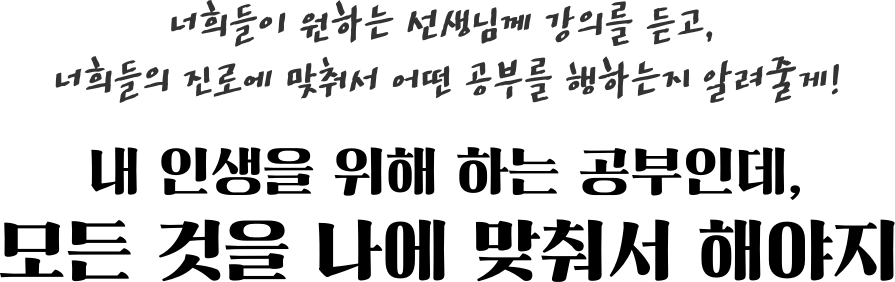 너희들이 원하는 선생님께 강의를 듣고,
너희들의 진로에 맞춰서 어떤 공부를 행하는지 알려줄게!
내 인생을 위해 하는 공부인데,
모든 것을 나에 맞춰서 해야지